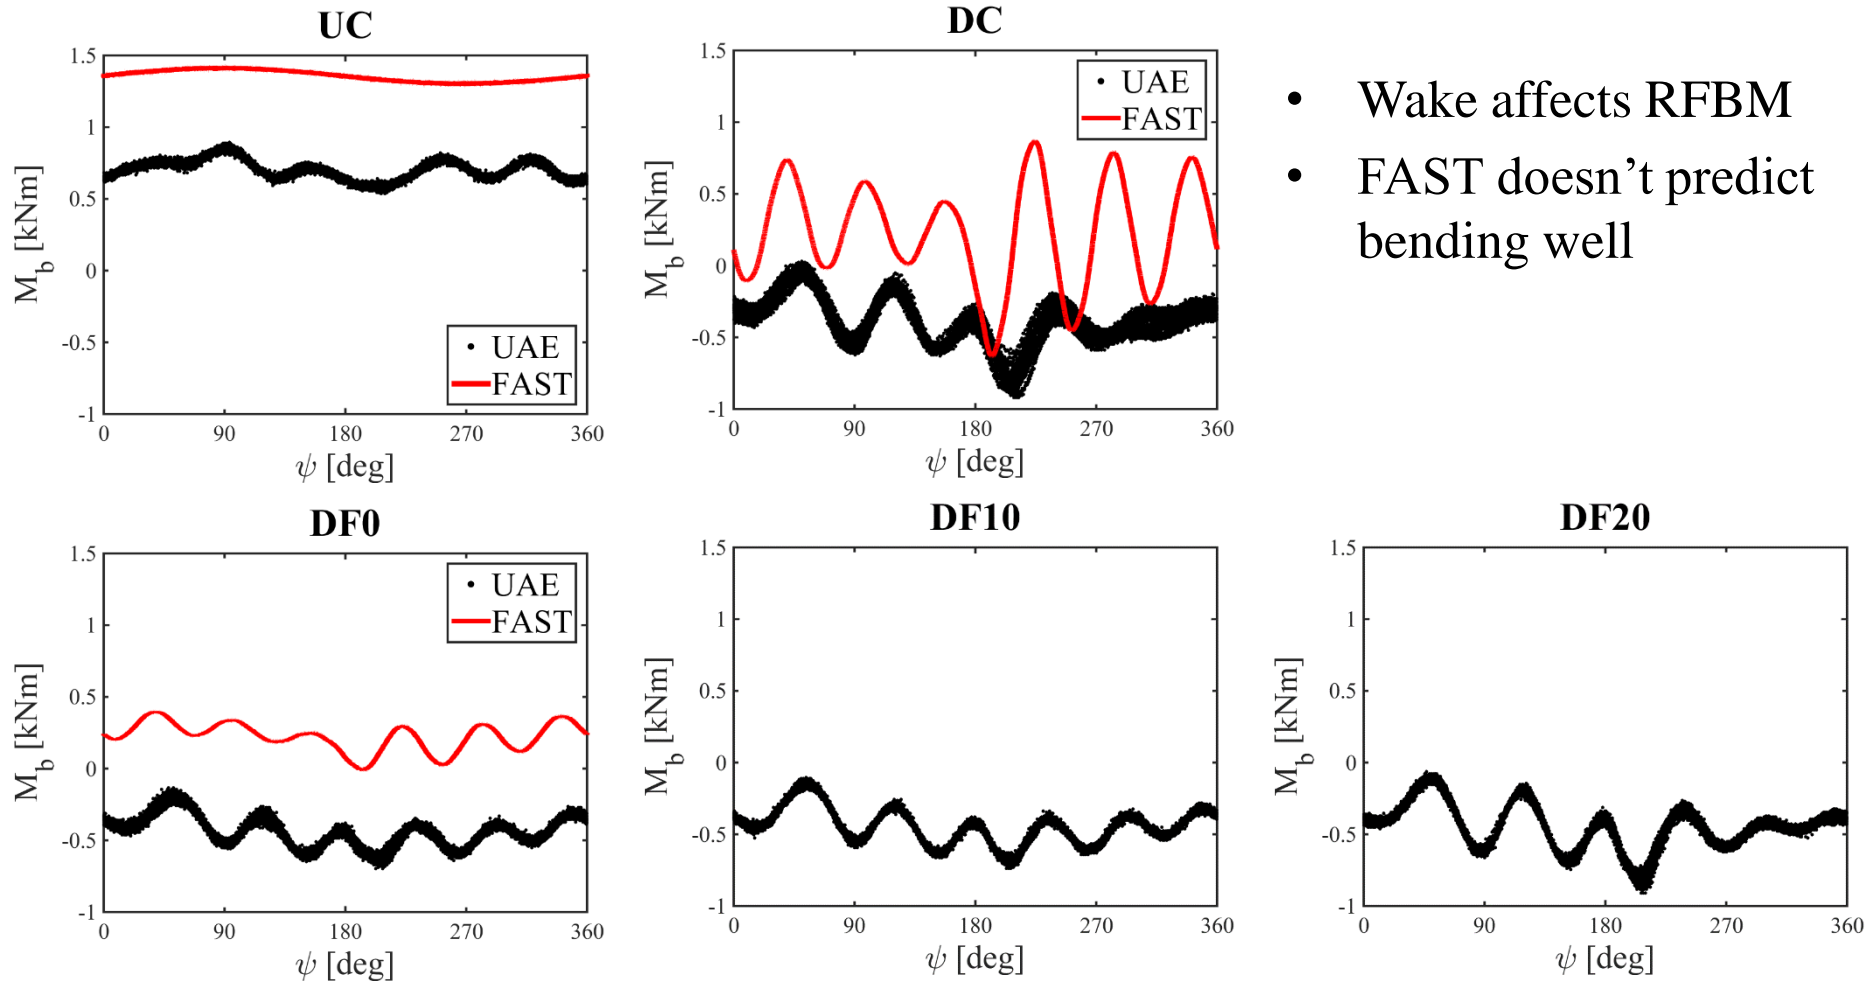 UC
1.5
1
0.5
0
-0.5
-1
M_b [kNm]
UAE
FAST
0 90 180 270 360
ψ [deg]
DC
1.5
1
0.5
0
-0.5
-1
M_b [kNm]
UAE
FAST
0 90 180 270 360
ψ [deg]
• Wake affects RFBM
• FAST doesn’t predict
bending well
DF0
1.5
1
0.5
0
-0.5
-1
M_b [kNm]
UAE
FAST
0 90 180 270 360
ψ [deg]
DF10
1.5
1
0.5
0
-0.5
-1
M_b [kNm]
0 90 180 270 360
ψ [deg]
DF20
1.5
1
0.5
0
-0.5
-1
M_b [kNm]
0 90 180 270 360
ψ [deg]